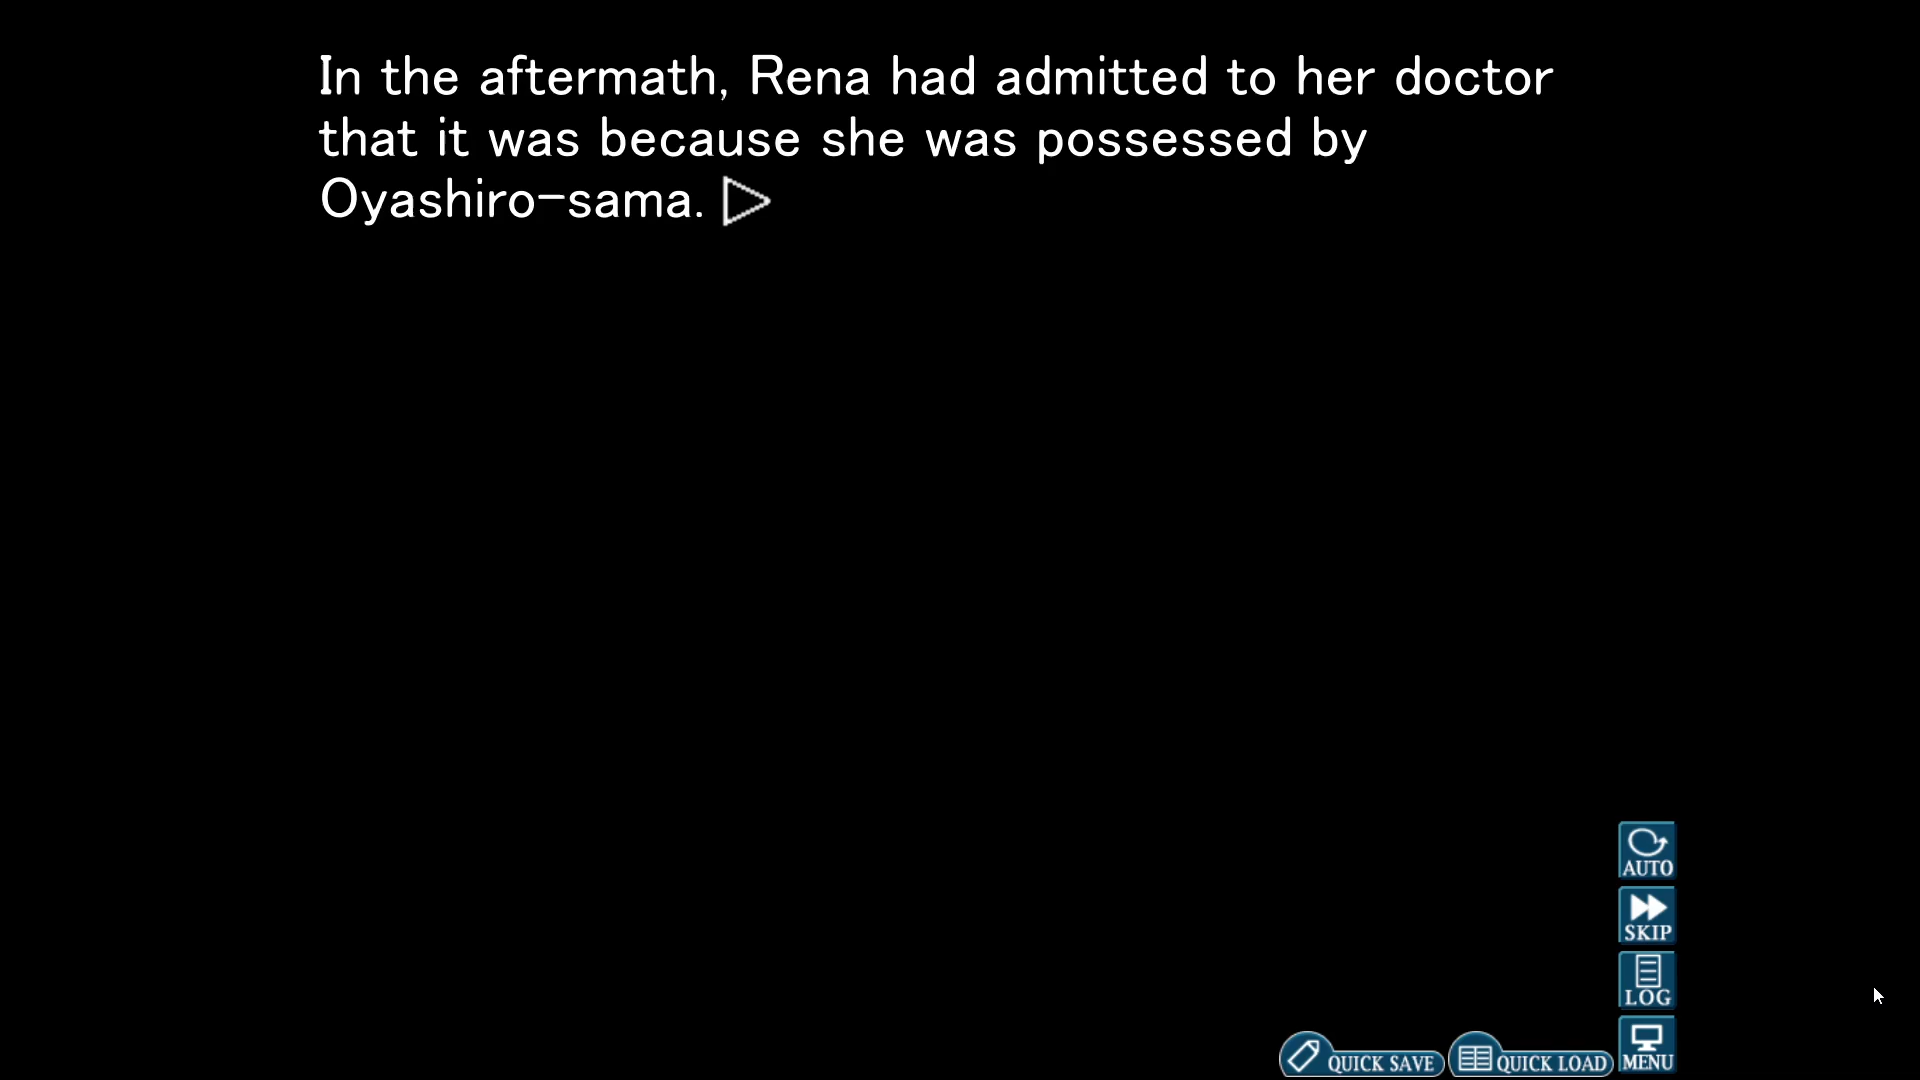 In the aftermath, Rena had admitted to her doctor
that it was because she was possessed by
Oyashiro-sama.
AUTO
SKIP
LOG
QUICK SAVE
QUICK LOAD
MENU